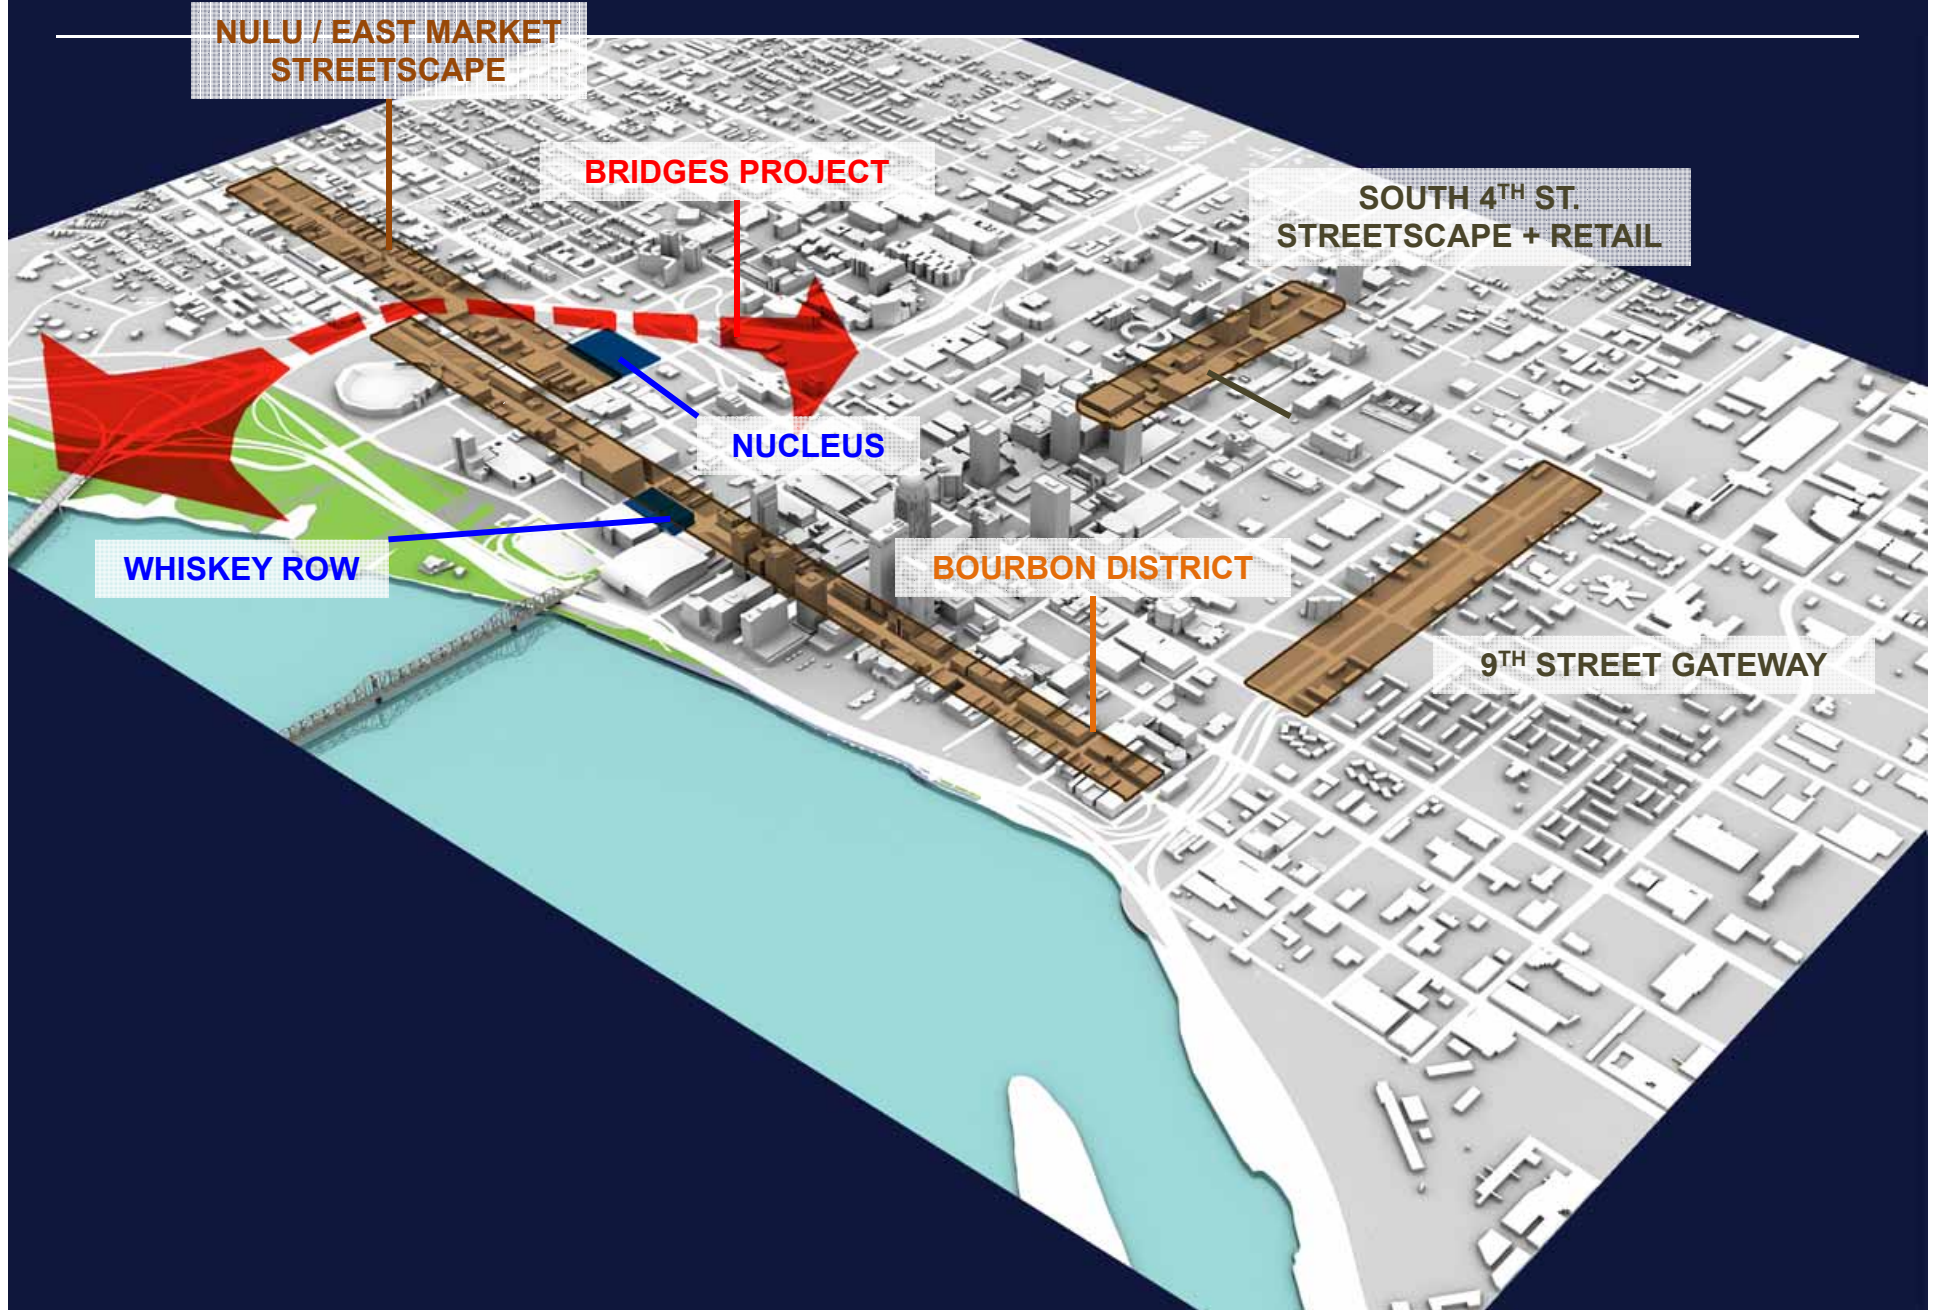 NULU / EAST MARKET
STREETSCAPE
BRIDGES PROJECT
SOUTH 4TH ST.
STREETSCAPE + RETAIL
NUCLEUS
WHISKEY ROW
BOURBON DISTRICT
9TH STREET GATEWAY